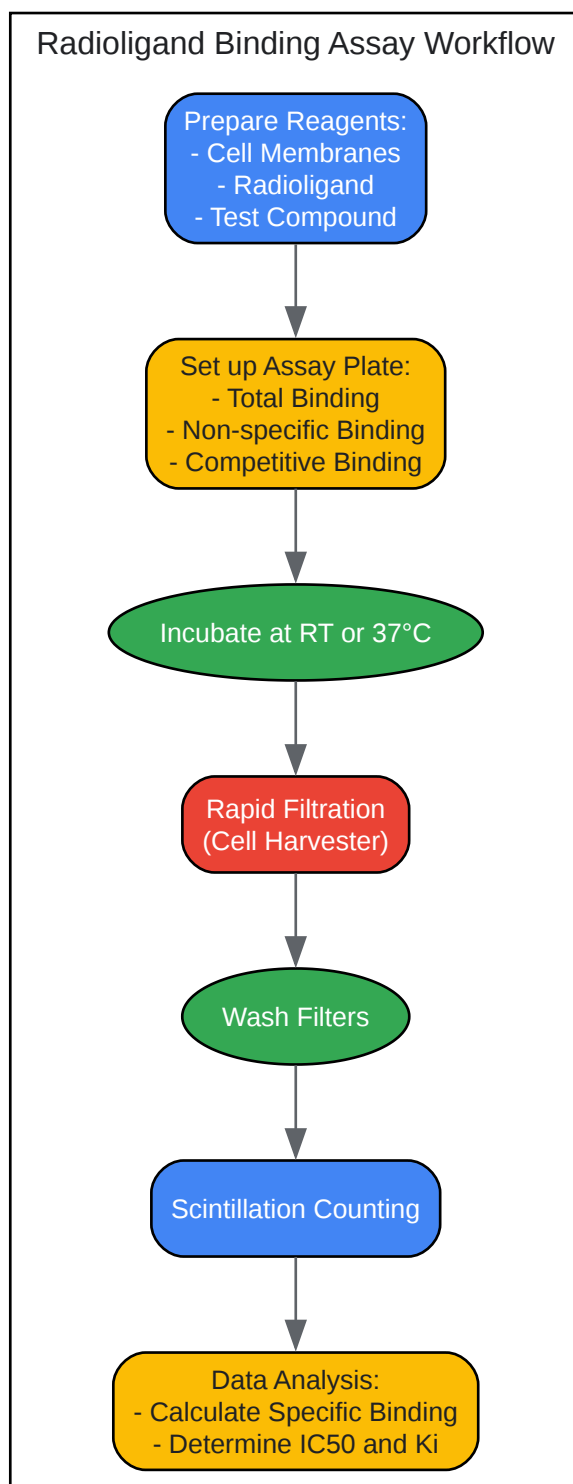 Radioligand Binding Assay Workflow
Prepare Reagents:
- Cell Membranes
- Radioligand
- Test Compound
Set up Assay Plate:
- Total Binding
- Non-specific Binding
- Competitive Binding
Incubate at RT or 37°C
Rapid Filtration
(Cell Harvester)
Wash Filters
Scintillation Counting
Data Analysis:
- Calculate Specific Binding
- Determine IC50 and Ki